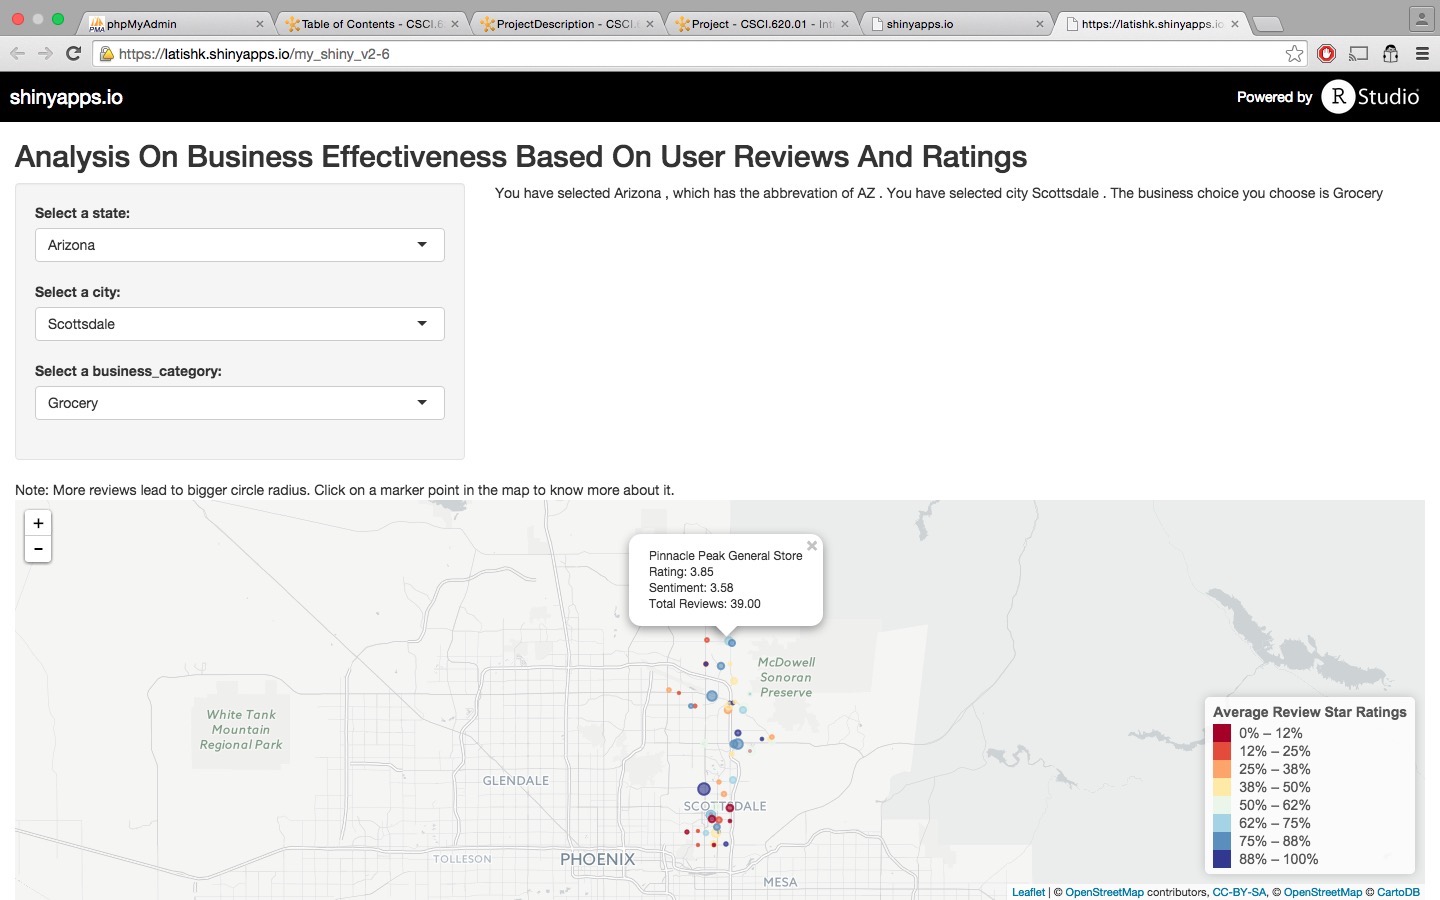 phpMyAdmin
Table of Contents - CSCI.6
ProjectDescription - CSCI.
Project - CSCI.620.01 - Int
shinyapps.io
https://latishk.shinyapps.io
https://latishk.shinyapps.io/my_shiny_v2-6
shinyapps.io
Powered by R Studio
Analysis On Business Effectiveness Based On User Reviews And Ratings
Select a state:
Arizona
Select a city:
Scottsdale
Select a business_category:
Grocery
You have selected Arizona , which has the abbrevation of AZ . You have selected city Scottsdale . The business choice you choose is Grocery
Note: More reviews lead to bigger circle radius. Click on a marker point in the map to know more about it.
+
-
Pinnacle Peak General Store
Rating: 3.85
Sentiment: 3.58
Total Reviews: 39.00
McDowell
Sonoran
Preserve
White Tank
Mountain
Regional Park
GLENDALE
SCOTTSDALE
TOLLESON
PHOENIX
MESA
Average Review Star Ratings
0% – 12%
12% – 25%
25% – 38%
38% – 50%
50% – 62%
62% – 75%
75% – 88%
88% – 100%
Leaflet | © OpenStreetMap contributors, CC-BY-SA, © OpenStreetMap © CartoDB